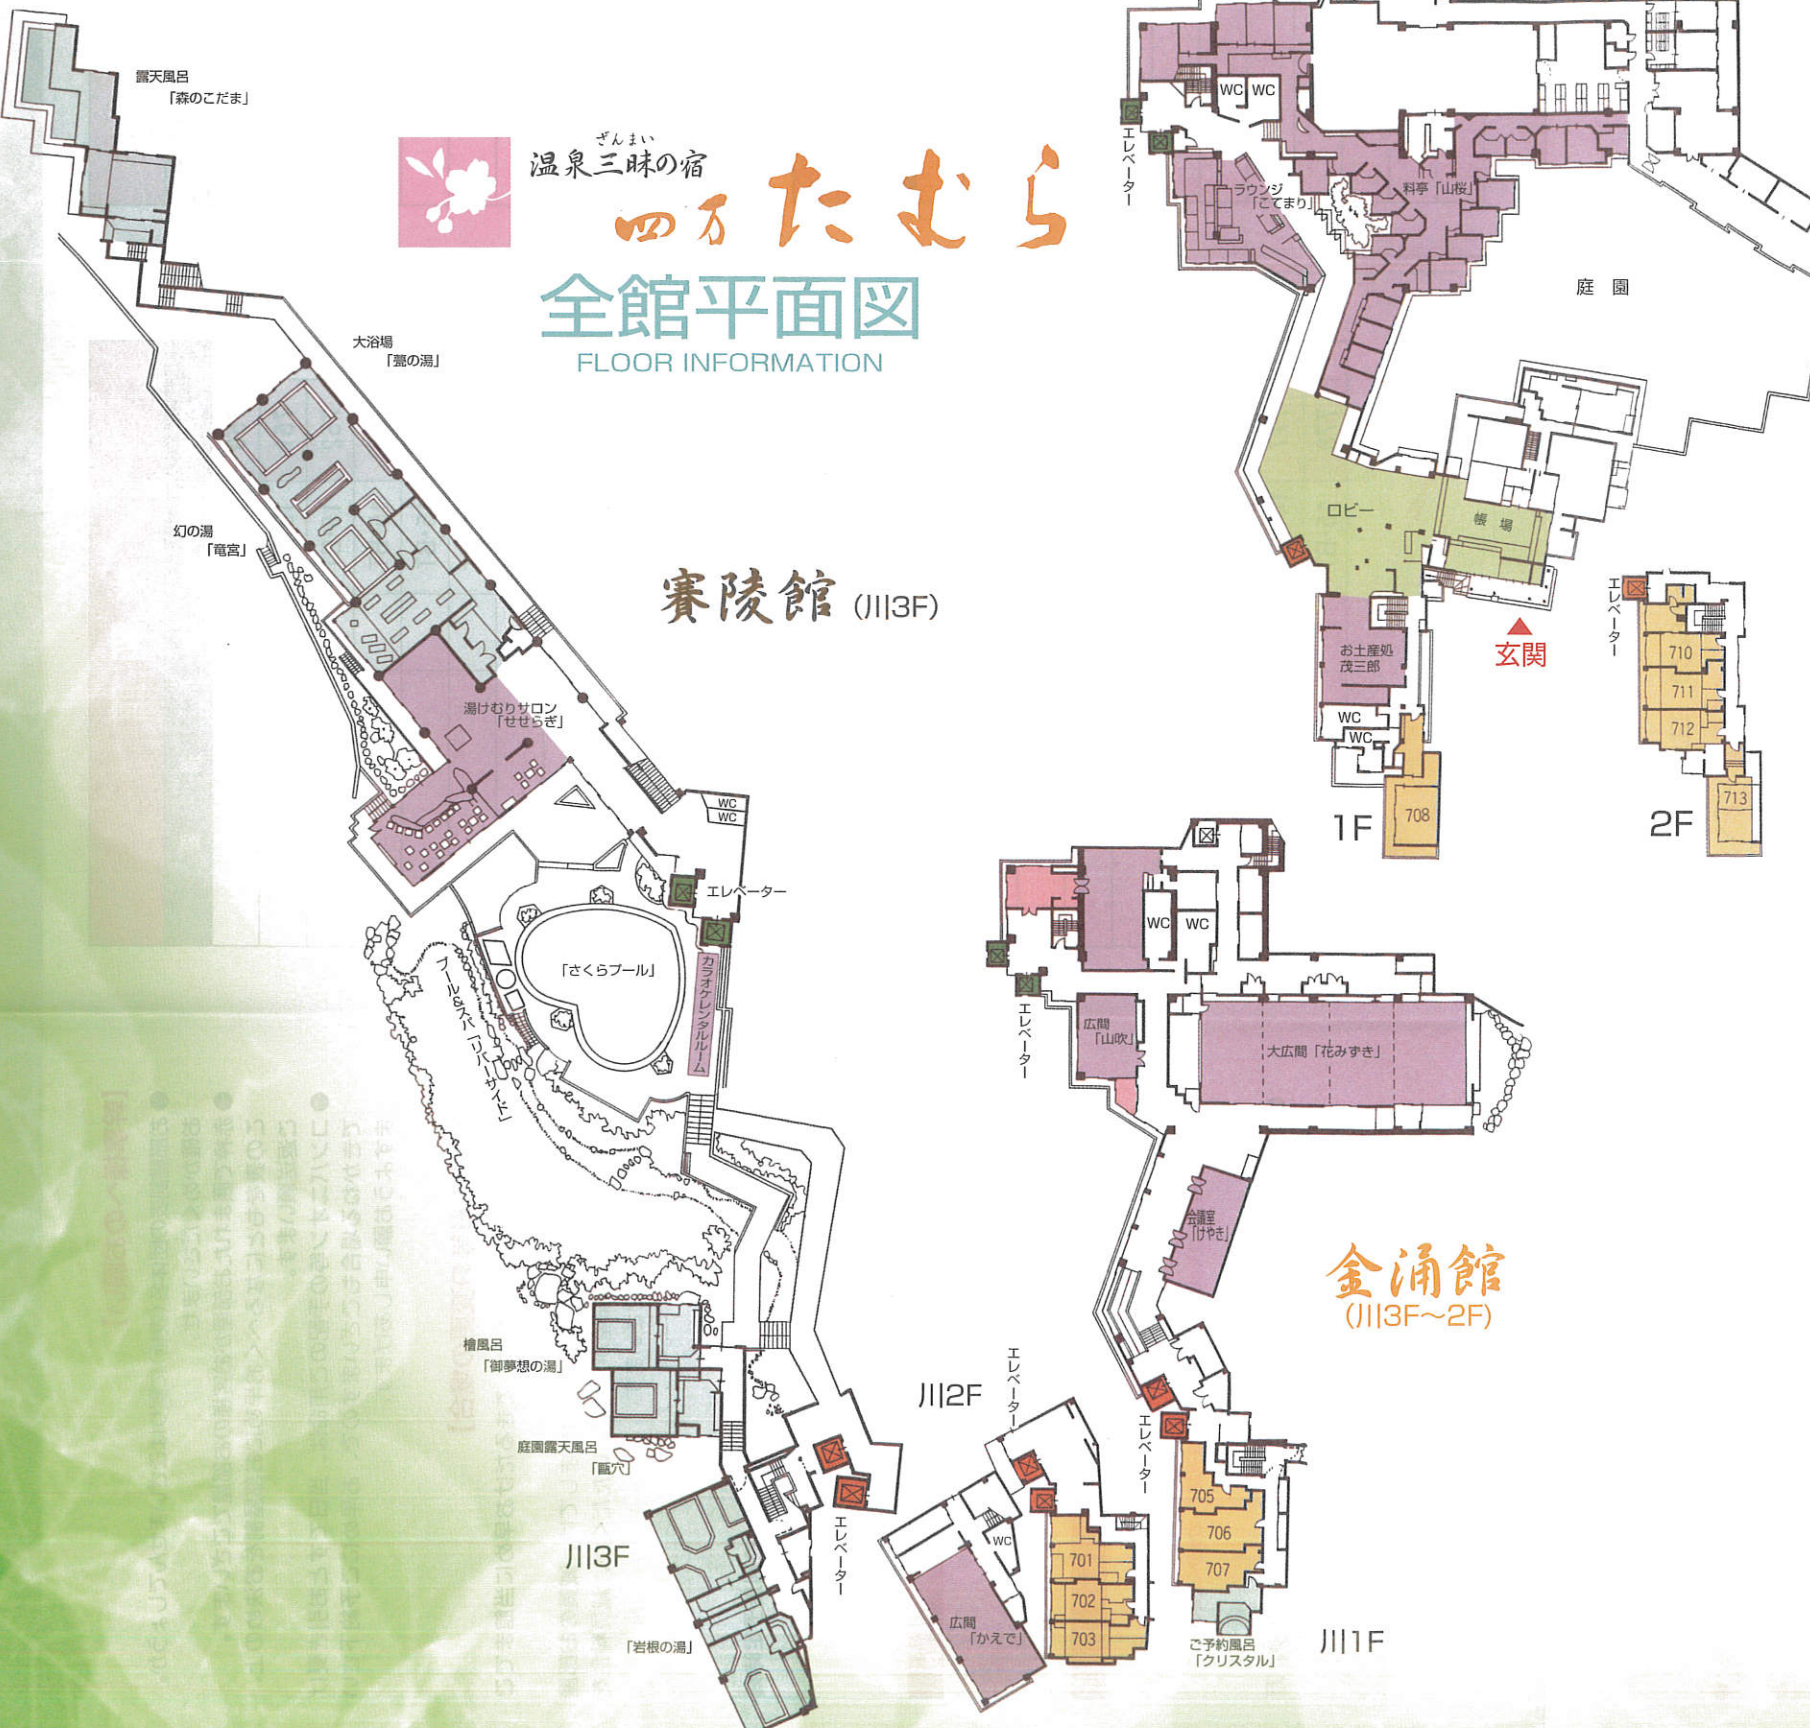 ざんまい
温泉三昧の宿
四万 たむら
全館平面図
FLOOR INFORMATION
露天風呂
「森のこだま」
大浴場
「甍の湯」
幻の湯
「竜宮」
湯けむりサロン
「せせらぎ」
賽陵館 (川3F)
WC
WC
エレベーター
「さくらプール」
カラオケレンタルルーム
プール&スパ「リバーサイド」
檜風呂
「御夢想の湯」
庭園露天風呂
「甌穴」
川3F
「岩根の湯」
エレベーター
WC
WC
エレベーター
ラウンジ
「こてまり」
料亭「山桜」
庭園
ロビー
帳場
玄関
お土産処
茂三郎
WC
WC
708
1F
エレベーター
710
711
712
713
2F
WC
WC
エレベーター
広間
「山吹」
大広間「花みずき」
会議室
「けやき」
金涌館
(川3F〜2F)
川2F
エレベーター
WC
701
702
703
広間
「かえで」
エレベーター
705
706
707
ご予約風呂
「クリスタル」
川1F